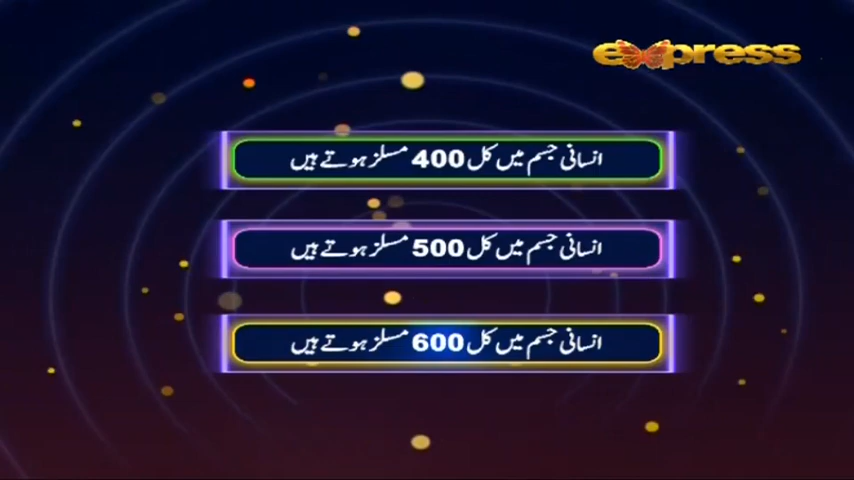 express
انسانی جسم میں کل 400 مسلز ہوتے ہیں
انسانی جسم میں کل 500 مسلز ہوتے ہیں
انسانی جسم میں کل 600 مسلز ہوتے ہیں